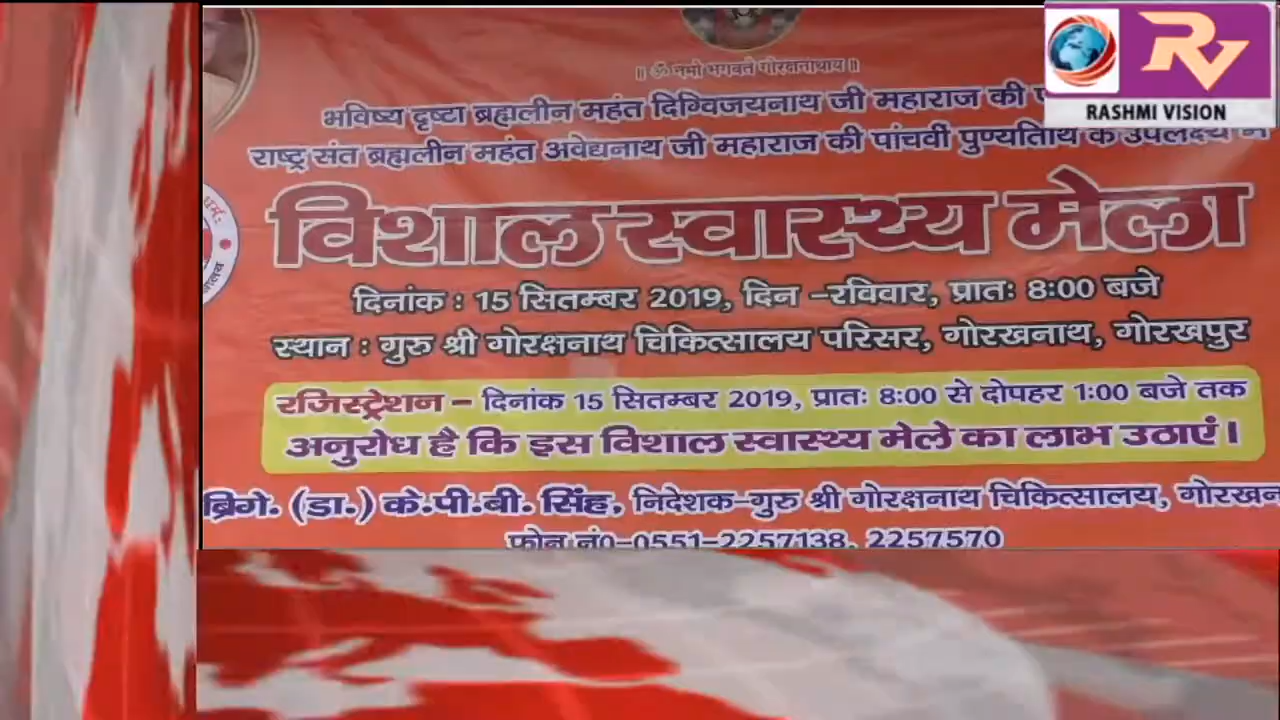 ॥ ॐ नमो भगवते गोरक्षनाथाय ॥
भविष्य दृष्टा ब्रह्मलीन महंत दिग्विजयनाथ जी महाराज की
राष्ट्र संत ब्रह्मलीन महंत अवेद्यनाथ जी महाराज की पांचवीं पुण्यतिथि के उपलक्ष्य में
विशाल स्वास्थ्य मेला
दिनांक : 15 सितम्बर 2019, दिन -रविवार, प्रातः 8:00 बजे
स्थान : गुरु श्री गोरक्षनाथ चिकित्सालय परिसर, गोरखनाथ, गोरखपुर
रजिस्ट्रेशन - दिनांक 15 सितम्बर 2019, प्रातः 8:00 से दोपहर 1:00 बजे तक
अनुरोध है कि इस विशाल स्वास्थ्य मेले का लाभ उठाएं।
ब्रिगे. (डा.) के.पी.बी. सिंह, निदेशक-गुरु श्री गोरक्षनाथ चिकित्सालय,
फोन नं0-0551-2257138, 2257570
RV
RASHMI VISION